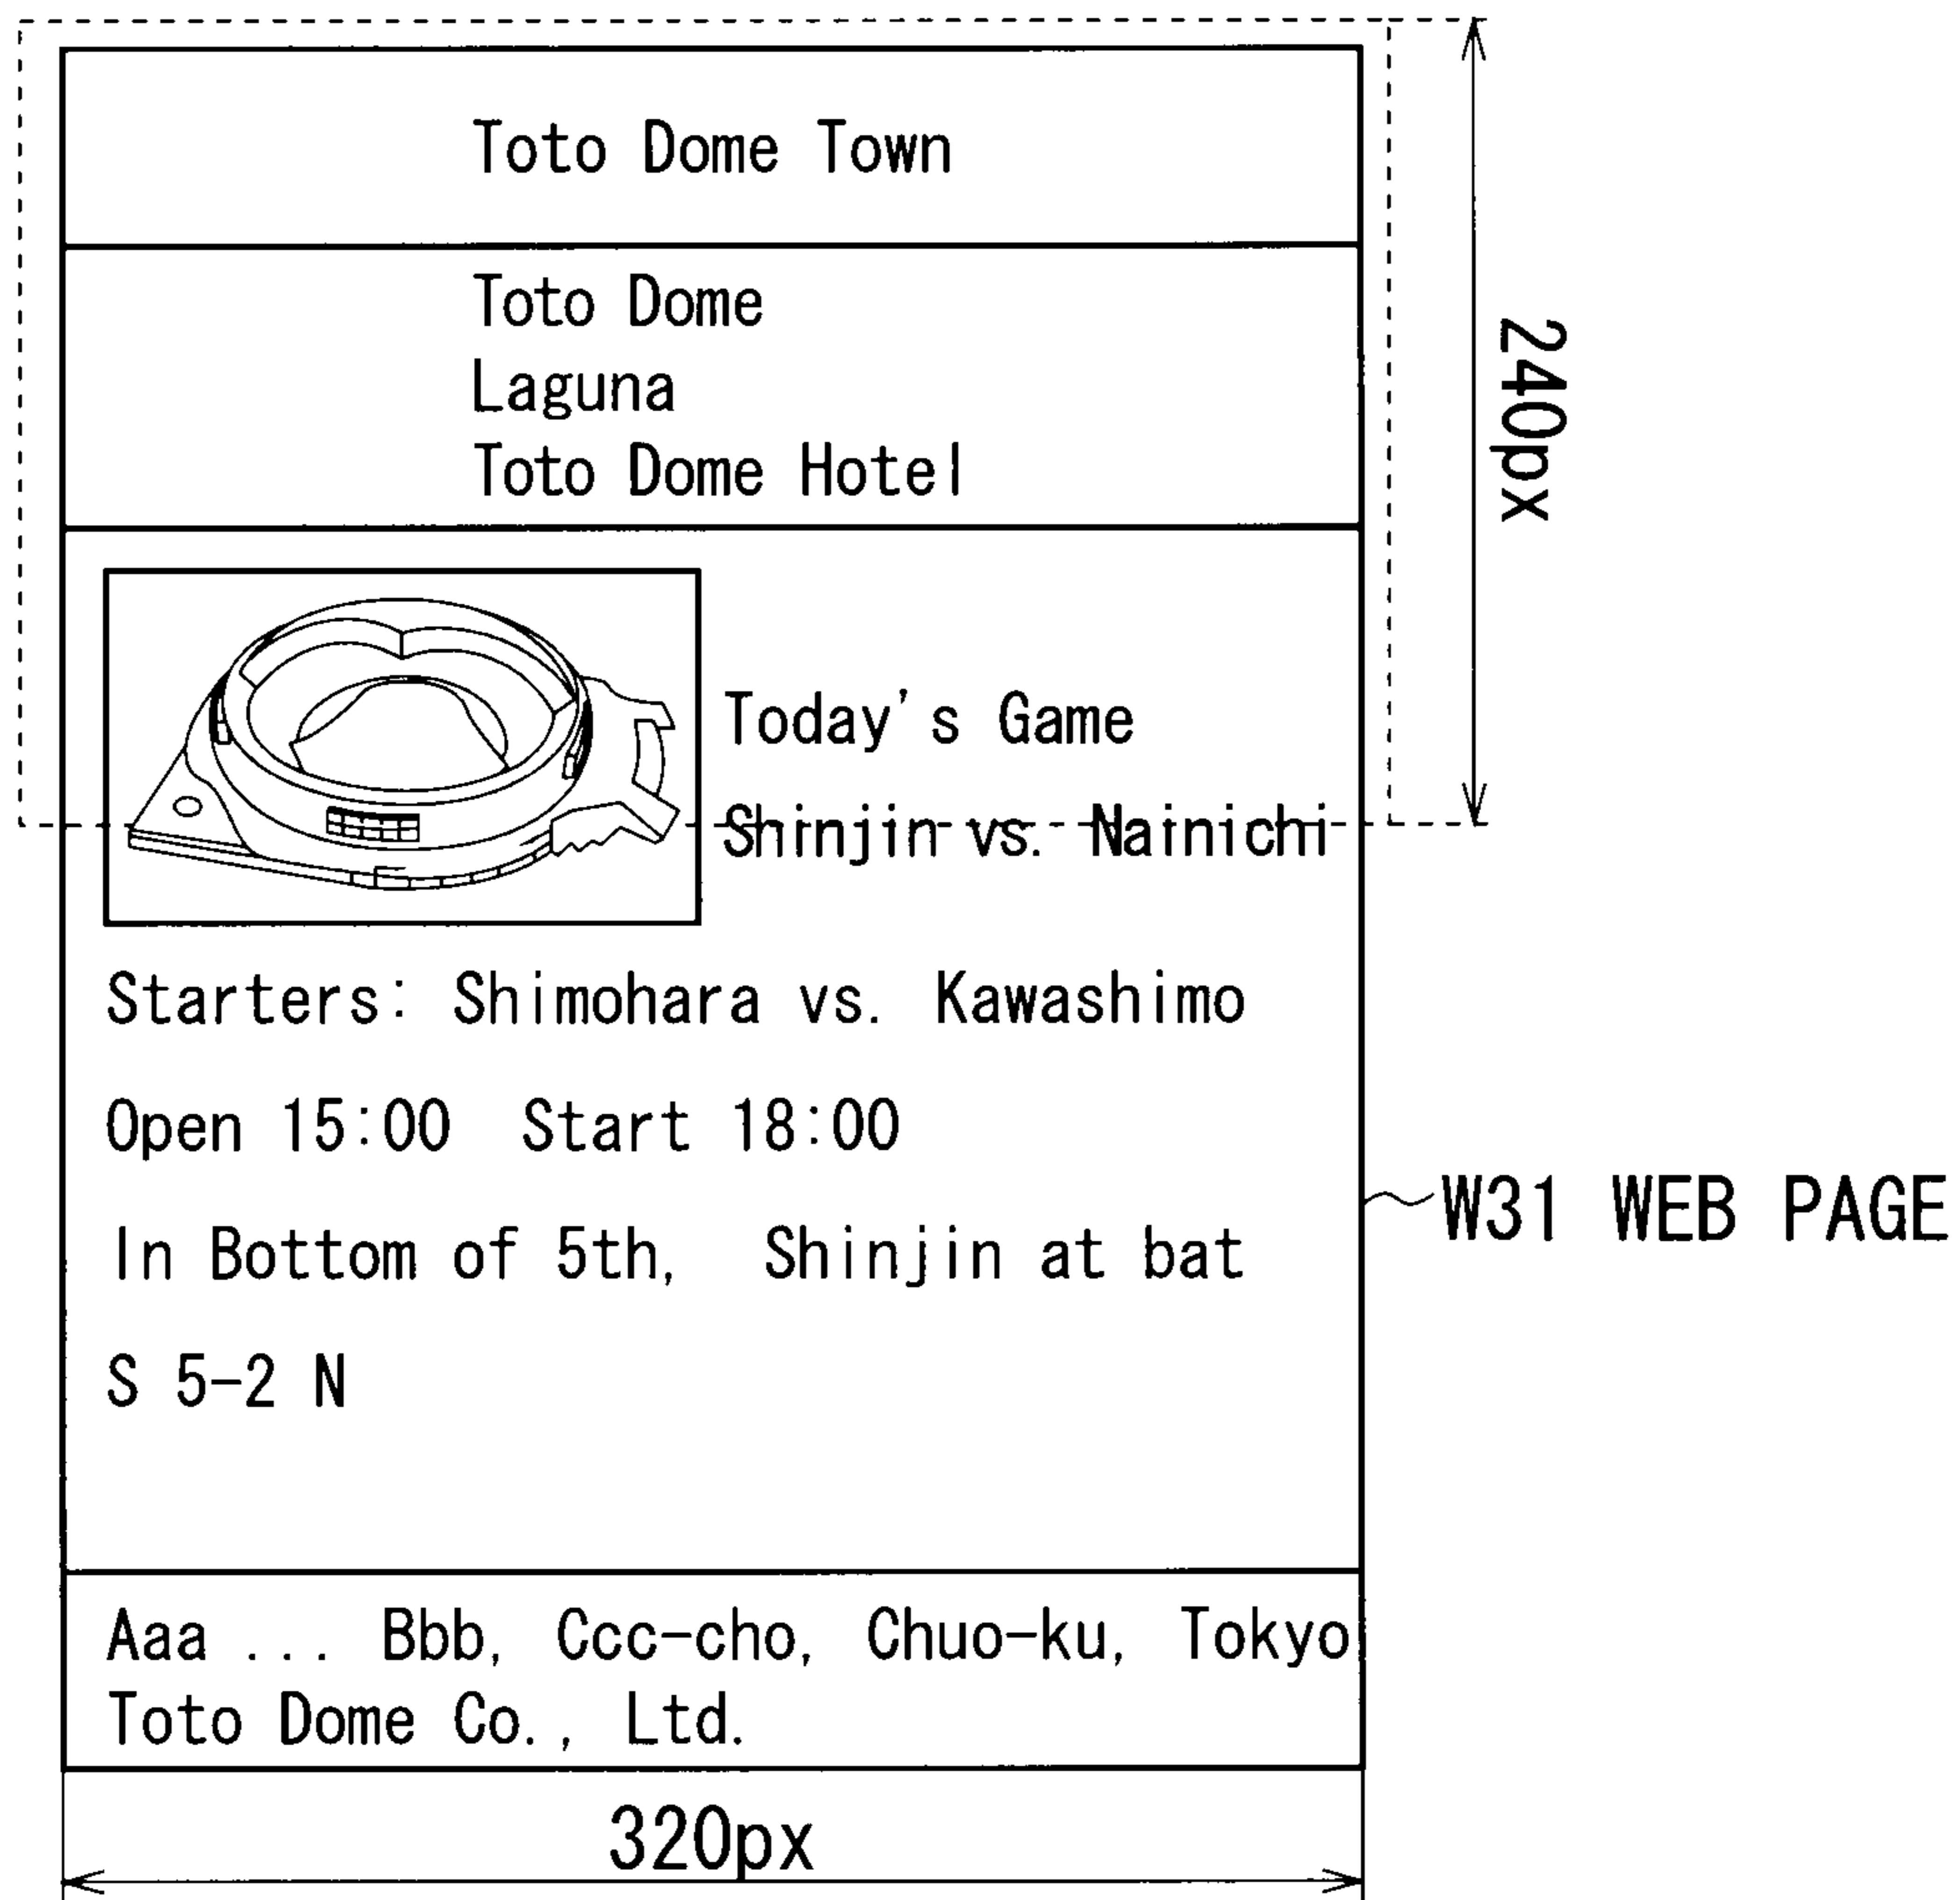 Toto Dome Town
Toto Dome
Laguna
Toto Dome Hotel
240px
Today's Game
Shinjin vs. Nainichi
Starters: Shimohara vs. Kawashimo
Open 15:00 Start 18:00
W31 WEB PAGE
In Bottom of 5th, Shinjin at bat
S 5-2 N
Aaa ... Bbb, Ccc-cho, Chuo-ku, Tokyo
Toto Dome Co., Ltd.
320px